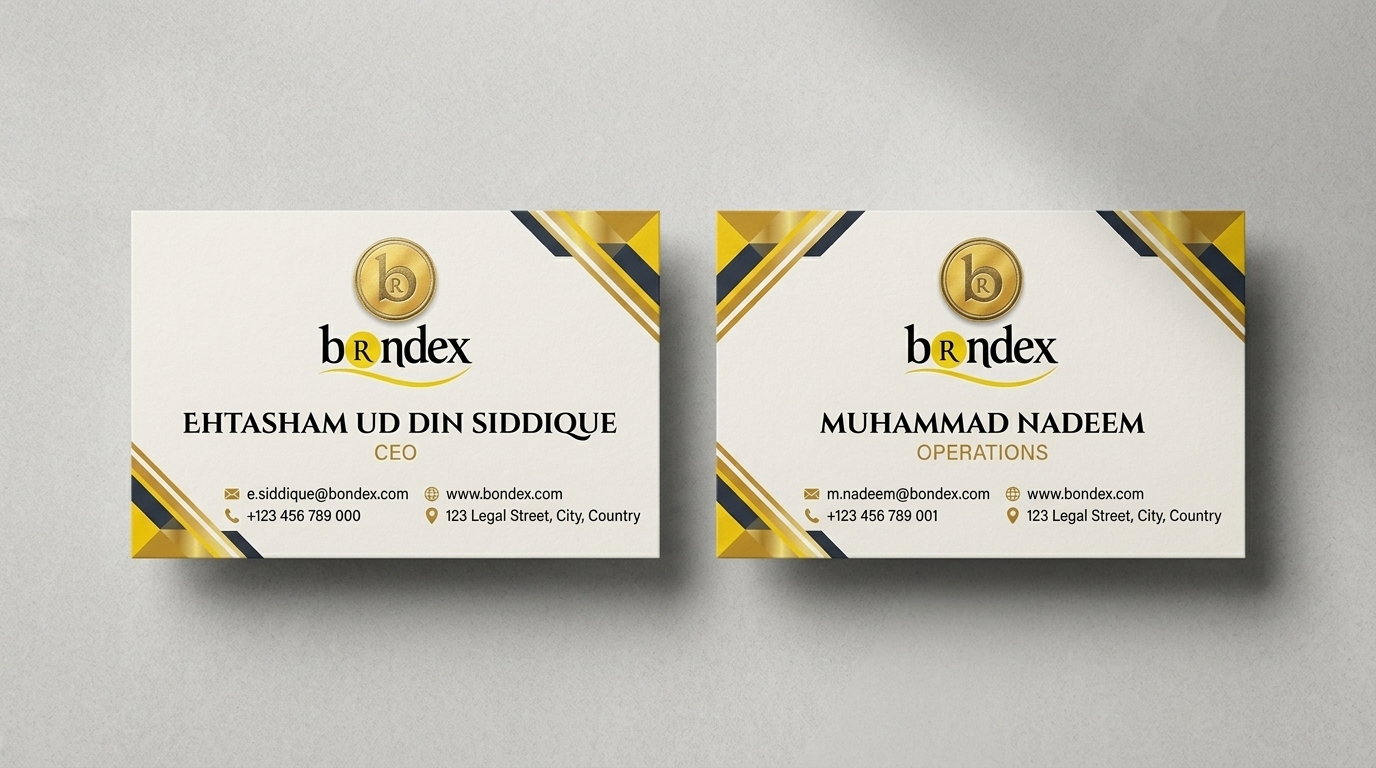 bR
bRndex
EHTASHAM UD DIN SIDDIQUE
CEO
e.siddique@bondex.com www.bondex.com
+123 456 789 000 123 Legal Street, City, Country
bR
bRndex
MUHAMMAD NADEEM
OPERATIONS
m.nadeem@bondex.com www.bondex.com
+123 456 789 001 123 Legal Street, City, Country